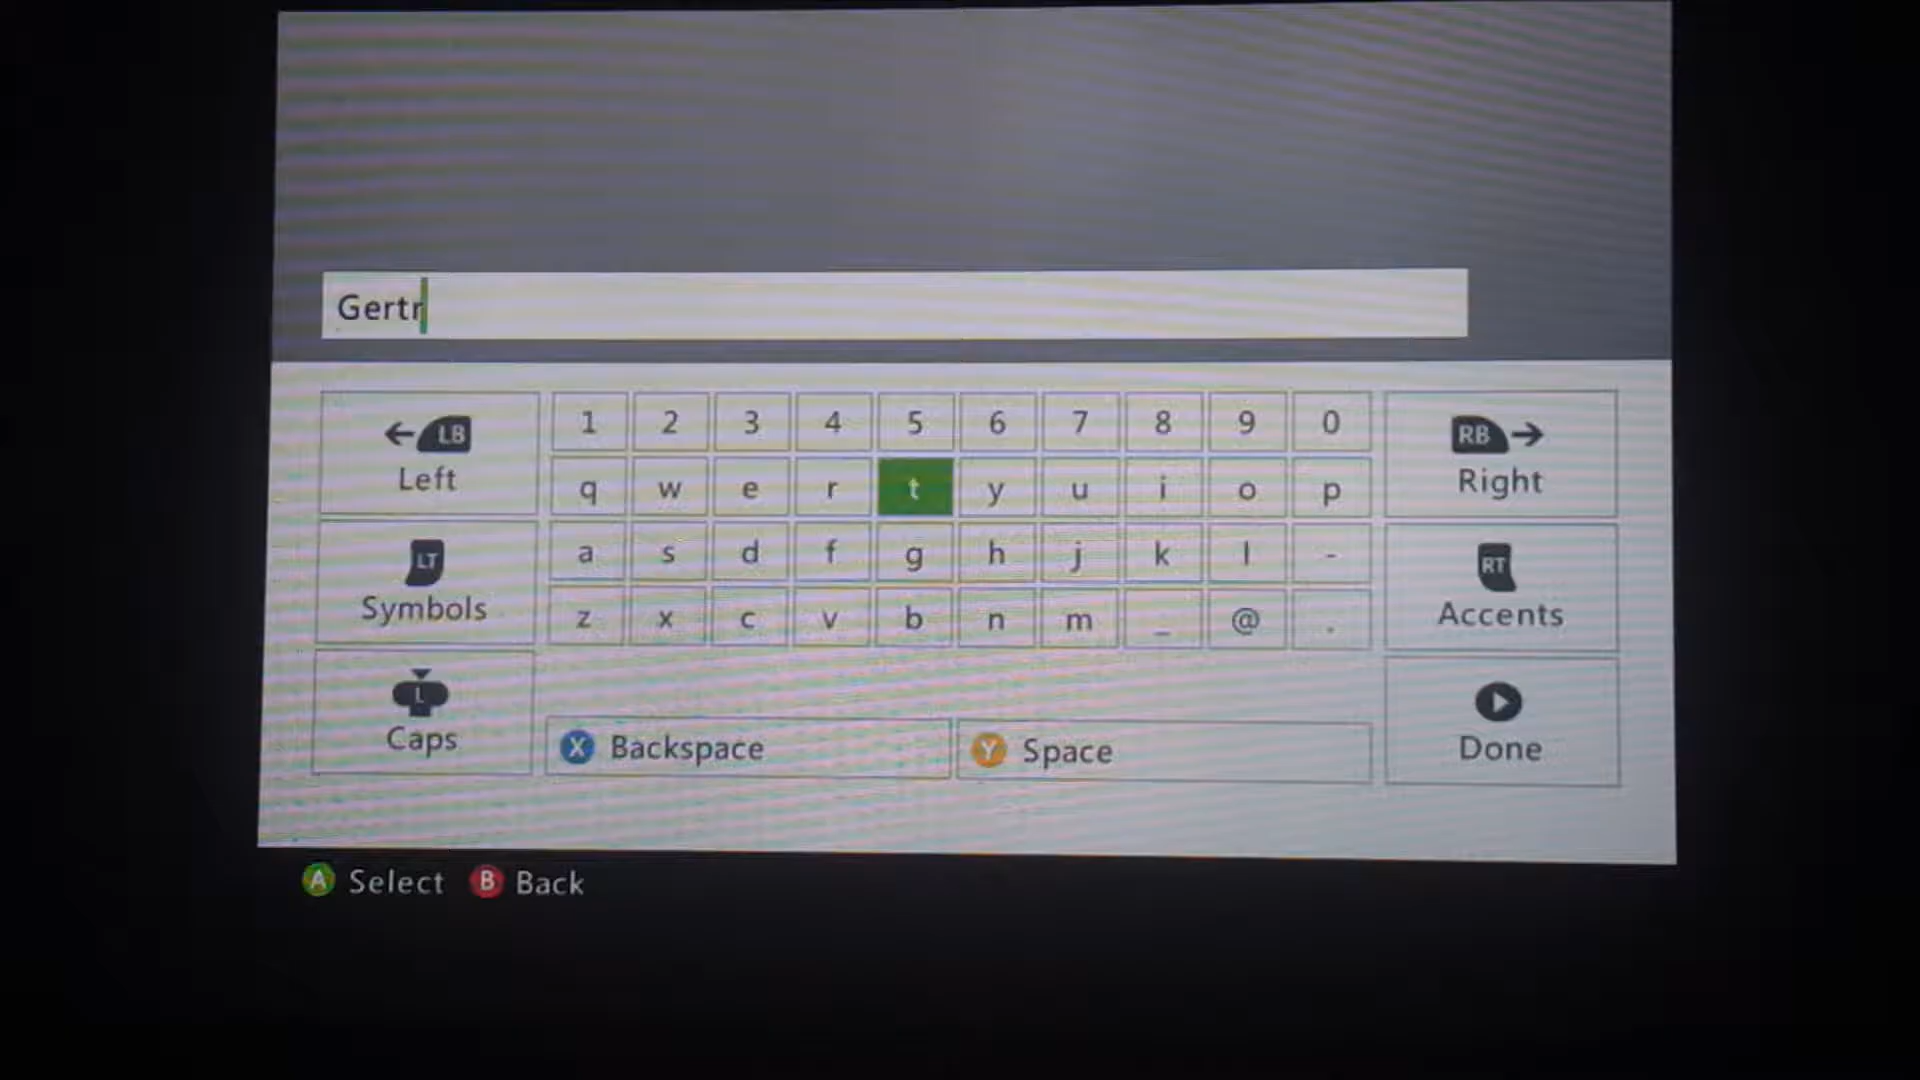 Gertr
LB
Left
1 2 3 4 5 6 7 8 9 0
RB
Right
q w e r t y u i o p
a s d f g h j k l -
LT
Symbols
RT
Accents
z x c v b n m _ @ .
L
Caps
X Backspace
Y Space
Done
A Select B Back